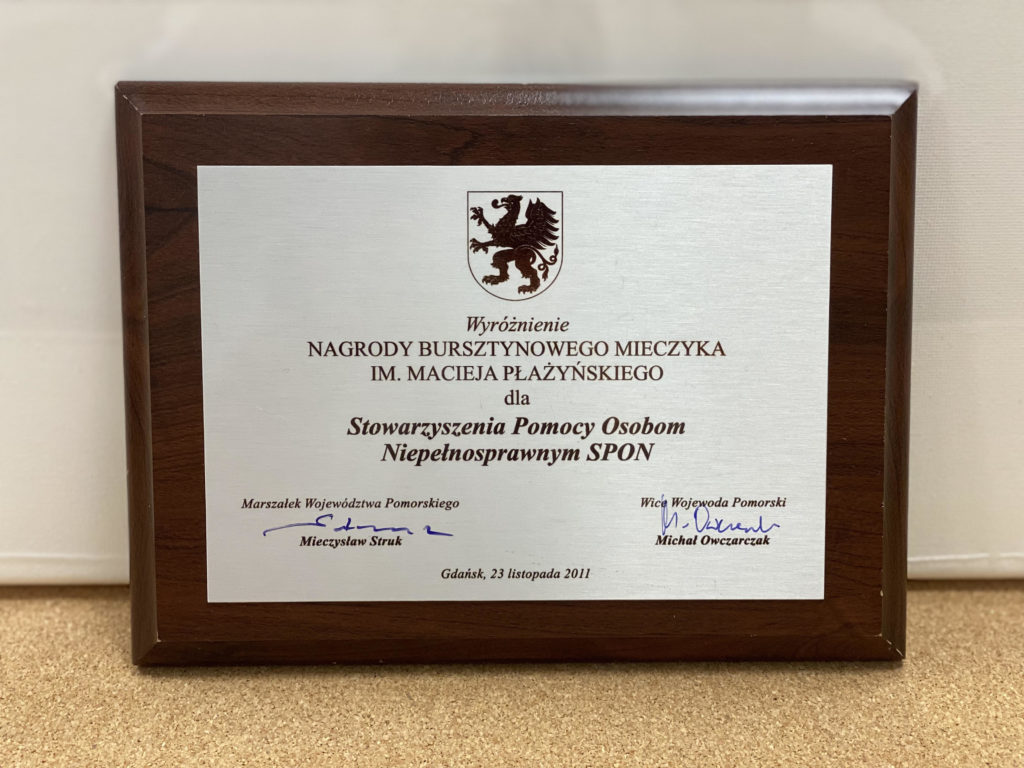 Wyróżnienie
NAGRODY BURSZTYNOWEGO MIECZYKA
IM. MACIEJA PŁAŻYŃSKIEGO
dla
Stowarzyszenia Pomocy Osobom
Niepełnosprawnym SPON
Marszałek Województwa Pomorskiego
Mieczysław Struk
Wice Wojewoda Pomorski
Michał Owczarczak
Gdańsk, 23 listopada 2011